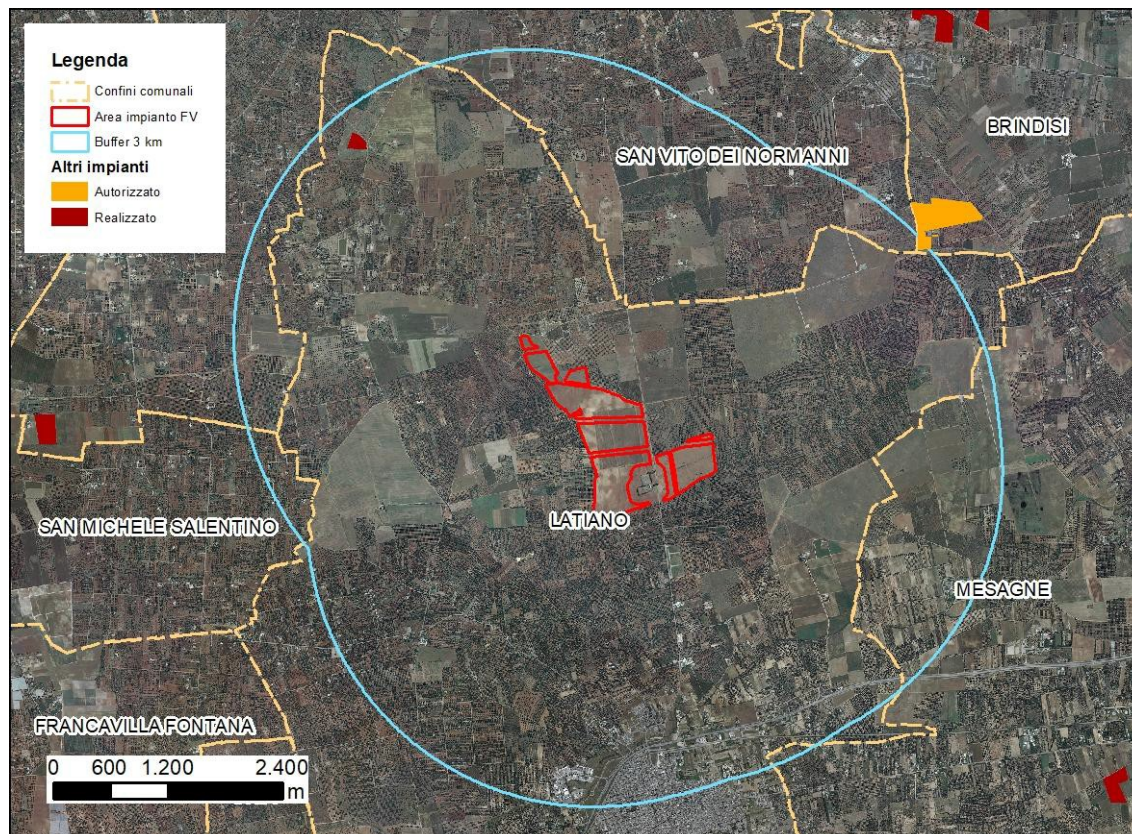 Legenda
Confini comunali
Area impianto FV
Buffer 3 km
Altri impianti
Autorizzato
Realizzato
BRINDISI
SAN VITO DEI NORMANNI
LATIANO
SAN MICHELE SALENTINO
MESAGNE
FRANCAVILLA FONTANA
0 600 1.200 2.400
m